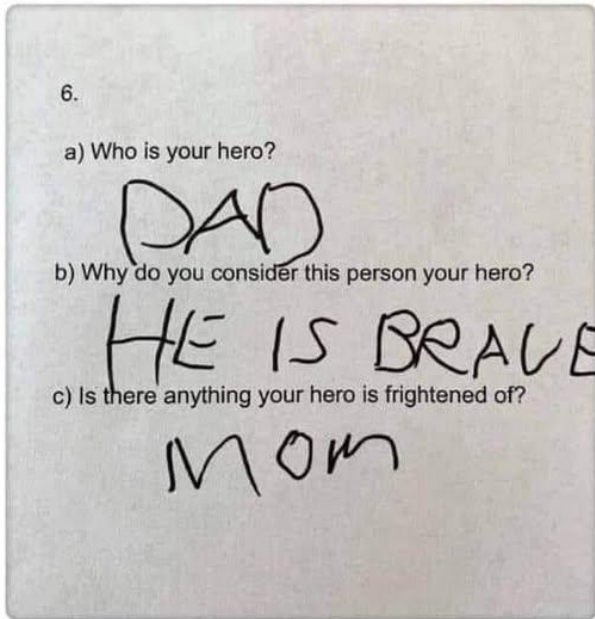 6.
a) Who is your hero?
DAD
b) Why do you consider this person your hero?
HE IS BRAVE
c) Is there anything your hero is frightened of?
Mom